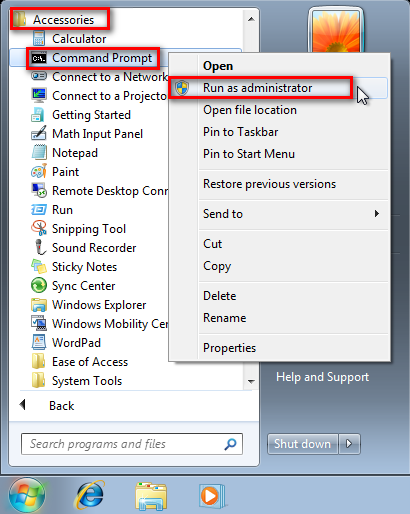 Accessories
Calculator
Command Prompt
Connect to a Network
Connect to a Projecto
Getting Started
Math Input Panel
Notepad
Paint
Remote Desktop Conn
Run
Snipping Tool
Sound Recorder
Sticky Notes
Sync Center
Windows Explorer
Windows Mobility Cen
WordPad
Ease of Access
System Tools
Back
Search programs and files
Open
Run as administrator
Open file location
Pin to Taskbar
Pin to Start Menu
Restore previous versions
Send to
Cut
Copy
Delete
Rename
Properties
Help and Support
Shut down